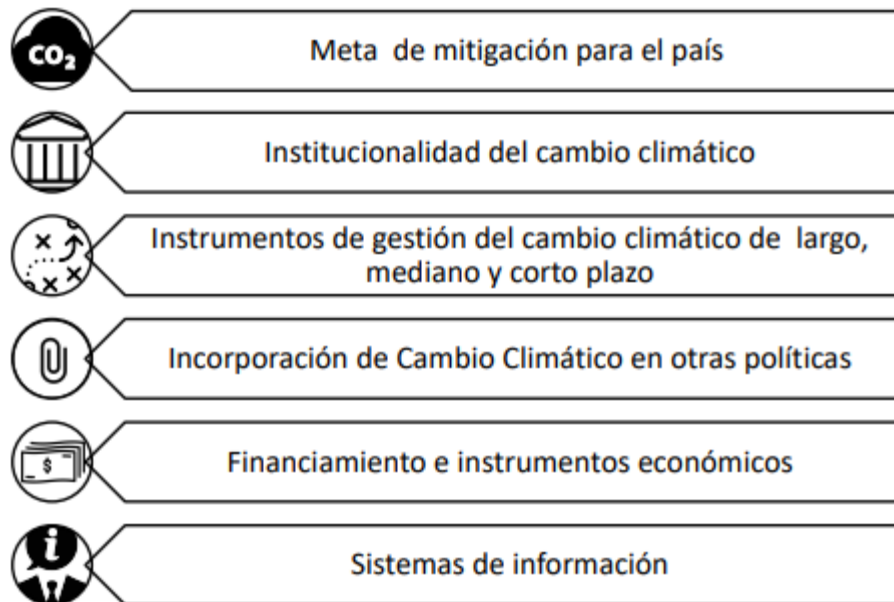 CO₂
Meta de mitigación para el país
Institucionalidad del cambio climático
Instrumentos de gestión del cambio climático de largo,
mediano y corto plazo
Incorporación de Cambio Climático en otras políticas
$
Financiamiento e instrumentos económicos
i
Sistemas de información